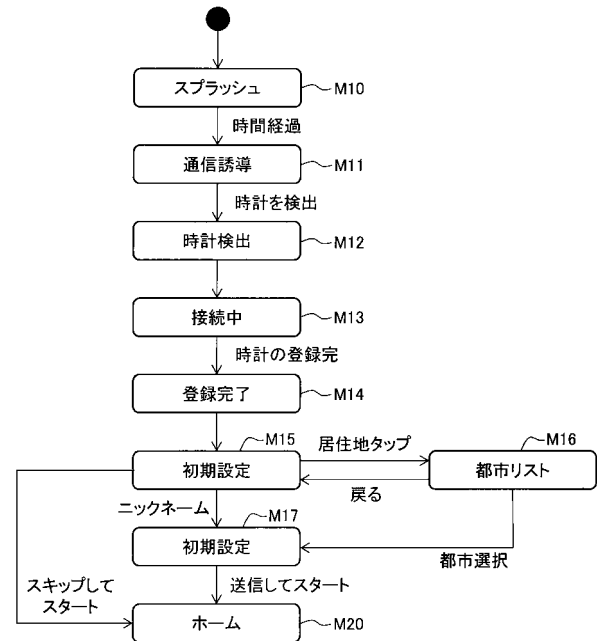 スプラッシュ
M10
時間経過
通信誘導
M11
時計を検出
時計検出
M12
接続中
M13
時計の登録完
登録完了
M14
M15
居住地タップ
M16
初期設定
都市リスト
戻る
ニックネーム
M17
初期設定
都市選択
スキップして
スタート
送信してスタート
ホーム
M20